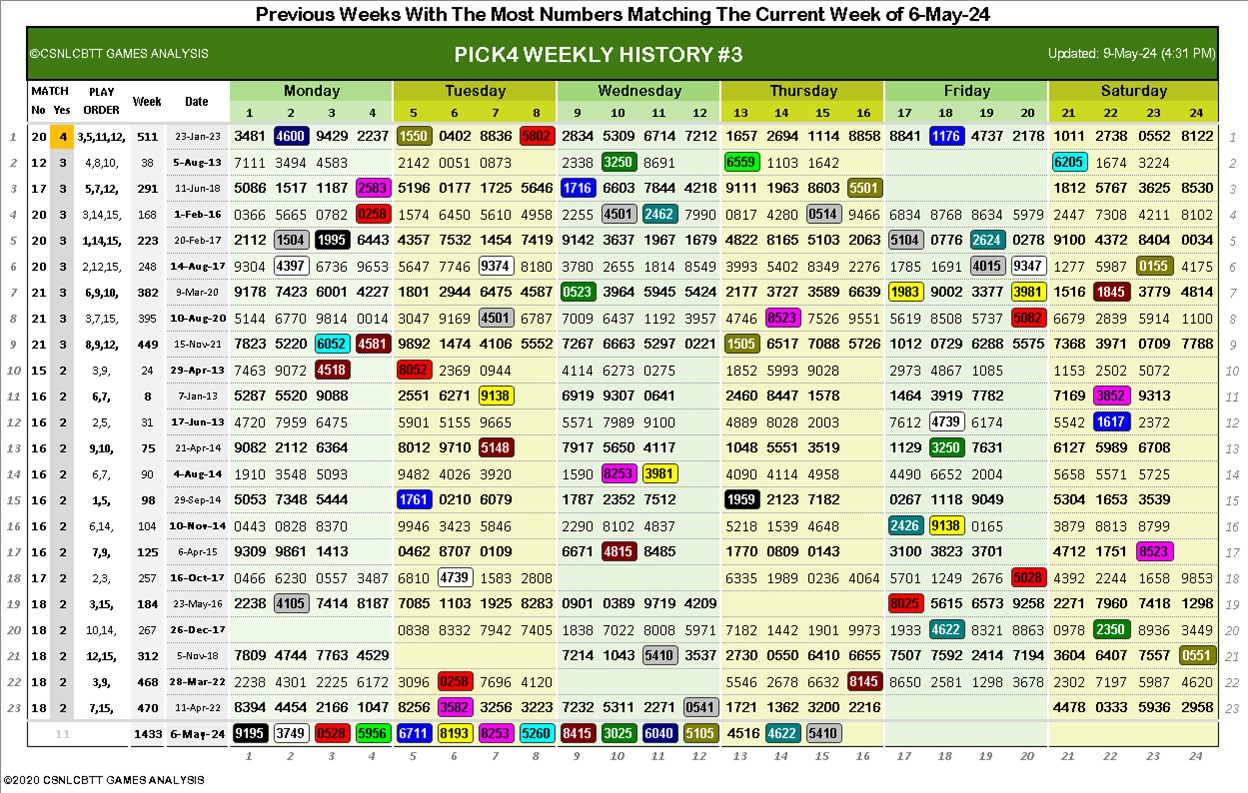 Previous Weeks With The Most Numbers Matching The Current Week of 6-May-24
©CSNLCBTT GAMES ANALYSIS PICK4 WEEKLY HISTORY #3 Updated: 9-May-24 (4:31 PM)
MATCH PLAY Week Date Monday Tuesday Wednesday Thursday Friday Saturday
No Yes ORDER 1 2 3 4 5 6 7 8 9 10 11 12 13 14 15 16 17 18 19 20 21 22 23 24
1 20 4 3,5,11,12, 511 23-Jan-23 3481 4600 9429 2237 1550 0402 8836 5802 2834 5309 6714 7212 1657 2694 1114 8858 8841 1176 4737 2178 1011 2738 0552 8122 1
2 12 3 4,8,10, 38 5-Aug-13 7111 3494 4583 2142 0051 0873 2338 3250 8691 6559 1103 1642 6205 1674 3224 2
3 17 3 5,7,12, 291 11-Jun-18 5086 1517 1187 2583 5196 0177 1725 5646 1716 6603 7844 4218 9111 1963 8603 5501 1812 5767 3625 8530 3
4 20 3 3,14,15, 168 1-Feb-16 0366 5665 0782 0258 1574 6450 5610 4958 2255 4501 2462 7990 0817 4280 0514 9466 6834 8768 8634 5979 2447 7308 4211 8102 4
5 20 3 1,14,15, 223 20-Feb-17 2112 1504 1995 6443 4357 7532 1454 7419 9142 3637 1967 1679 4822 8165 5103 2063 5104 0776 2624 0278 9100 4372 8404 0034 5
6 20 3 2,12,15, 248 14-Aug-17 9304 4397 6736 9653 5647 7746 9374 8180 3780 2655 1814 8549 3993 5402 8349 2276 1785 1691 4015 9347 1277 5987 0155 4175 6
7 21 3 6,9,10, 382 9-Mar-20 9178 7423 6001 4227 1801 2944 6475 4587 0523 3964 5945 5424 2177 3727 3589 6639 1983 9002 3377 3981 1516 1845 3779 4814 7
8 21 3 3,7,15, 395 10-Aug-20 5144 6770 9814 0014 3047 9169 4501 6787 7009 6437 1192 3957 4746 8523 7526 9551 5619 8508 5737 5082 6679 2839 5914 1100 8
9 21 3 8,9,12, 449 15-Nov-21 7823 5220 6052 4581 9892 1474 4106 5552 7267 6663 5297 0221 1505 6517 7088 5726 1012 0729 6288 5575 7368 3971 0709 7788 9
10 15 2 3,9, 24 29-Apr-13 7463 9072 4518 8052 2369 0944 4114 6273 0275 1852 5993 9028 2973 4867 1085 1153 2502 5072 10
11 16 2 6,7, 8 7-Jan-13 5287 5520 9088 2551 6271 9138 6919 9307 0641 2460 8447 1578 1464 3919 7782 7169 3852 9313 11
12 16 2 2,5, 31 17-Jun-13 4720 7959 6475 5901 5155 9665 5571 7989 9100 4889 8028 2003 7612 4739 6174 5521 1617 2372 12
13 16 2 9,10, 75 21-Apr-14 9082 2112 6364 8012 9710 5148 7917 5650 4117 1048 5551 3519 1129 3250 7631 6127 5989 6708 13
14 16 2 6,7, 90 4-Aug-14 1910 3548 5093 9482 4026 3920 1590 8253 3981 4090 4114 4958 4490 6652 2004 5658 5571 5725 14
15 16 2 1,5, 98 29-Sep-14 5053 7348 5444 1761 0210 6079 1787 2352 7512 1959 2123 7182 0267 1118 9049 5304 1653 3539 15
16 16 2 6,14, 104 10-Nov-14 0443 0828 8370 9946 3423 5846 2290 8102 4837 5218 1539 4648 2426 9138 0165 3879 8813 8799 16
17 16 2 7,9, 125 6-Apr-15 9309 9861 1413 0462 8707 0109 6671 4815 8485 1770 0809 0143 3100 3823 3701 4712 1751 8523 17
18 17 2 2,3, 257 16-Oct-17 0466 6230 0557 3487 6810 4739 1583 2808 6335 1989 0236 4064 5701 1249 2676 5028 4392 2244 1658 9853 18
19 18 2 3,15, 184 23-May-16 2238 4105 7414 8187 7085 1103 1925 8283 0901 0389 9719 4209 8025 5615 6573 9258 2271 7960 7418 1298 19
20 18 2 10,14, 267 26-Dec-17 0838 8332 7942 7405 1838 7022 8008 5971 7182 1442 1901 9973 1933 4622 8321 8863 0978 2350 8936 3449 20
21 18 2 12,15, 312 5-Nov-18 7809 4744 7763 4529 7214 1043 5410 3537 2730 0550 6410 6655 7507 7592 2414 7194 3604 6407 7557 0551 21
22 18 2 3,9, 468 28-Mar-22 2238 4301 2225 6172 3096 0258 7696 4120 5546 2678 6632 8145 8650 2581 1298 3678 2302 7197 5987 4620 22
23 18 2 7,15, 470 11-Apr-22 8394 4454 2166 1047 8256 3582 3256 3223 7232 5311 2271 0541 1721 1362 3200 2216 4478 0333 5936 2958 23
11 1433 6-May-24 9195 3749 0528 5956 6711 8193 8253 5260 8415 3025 6040 5105 4516 4622 5410
1 2 3 4 5 6 7 8 9 10 11 12 13 14 15 16 17 18 19 20 21 22 23 24
©2020 CSNLCBTT GAMES ANALYSIS